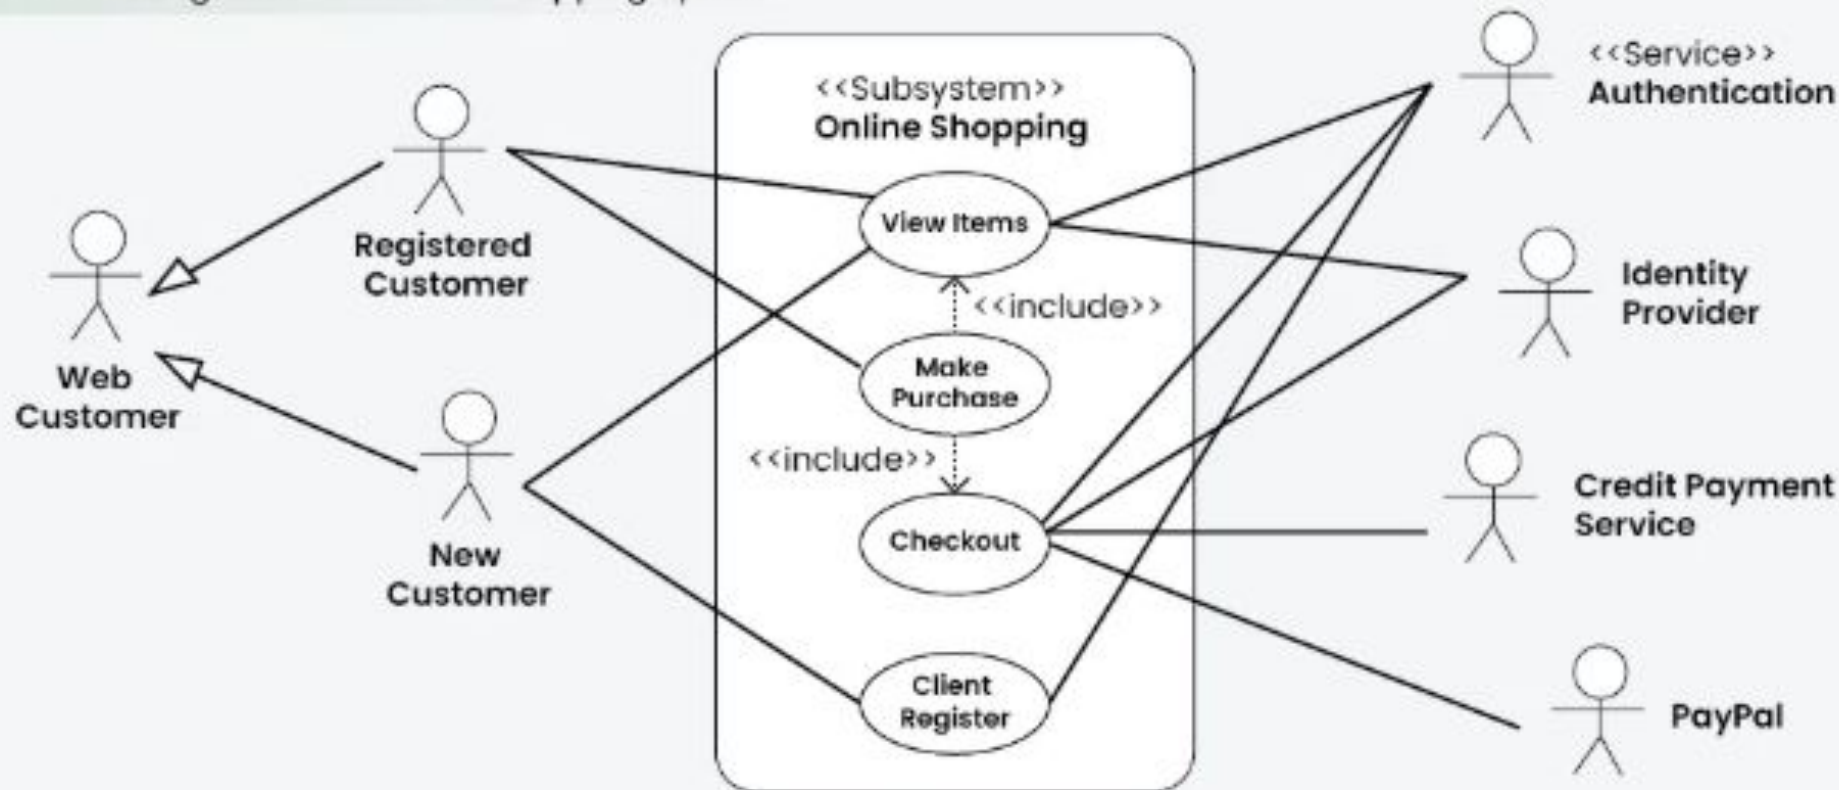 <<Service>>
Authentication
<<Subsystem>>
Online Shopping
Registered
Customer
View Items
Identity
Provider
<<include>>
Web
Customer
Make
Purchase
<<include>>
Credit Payment
Service
New
Customer
Checkout
Client
Register
PayPal